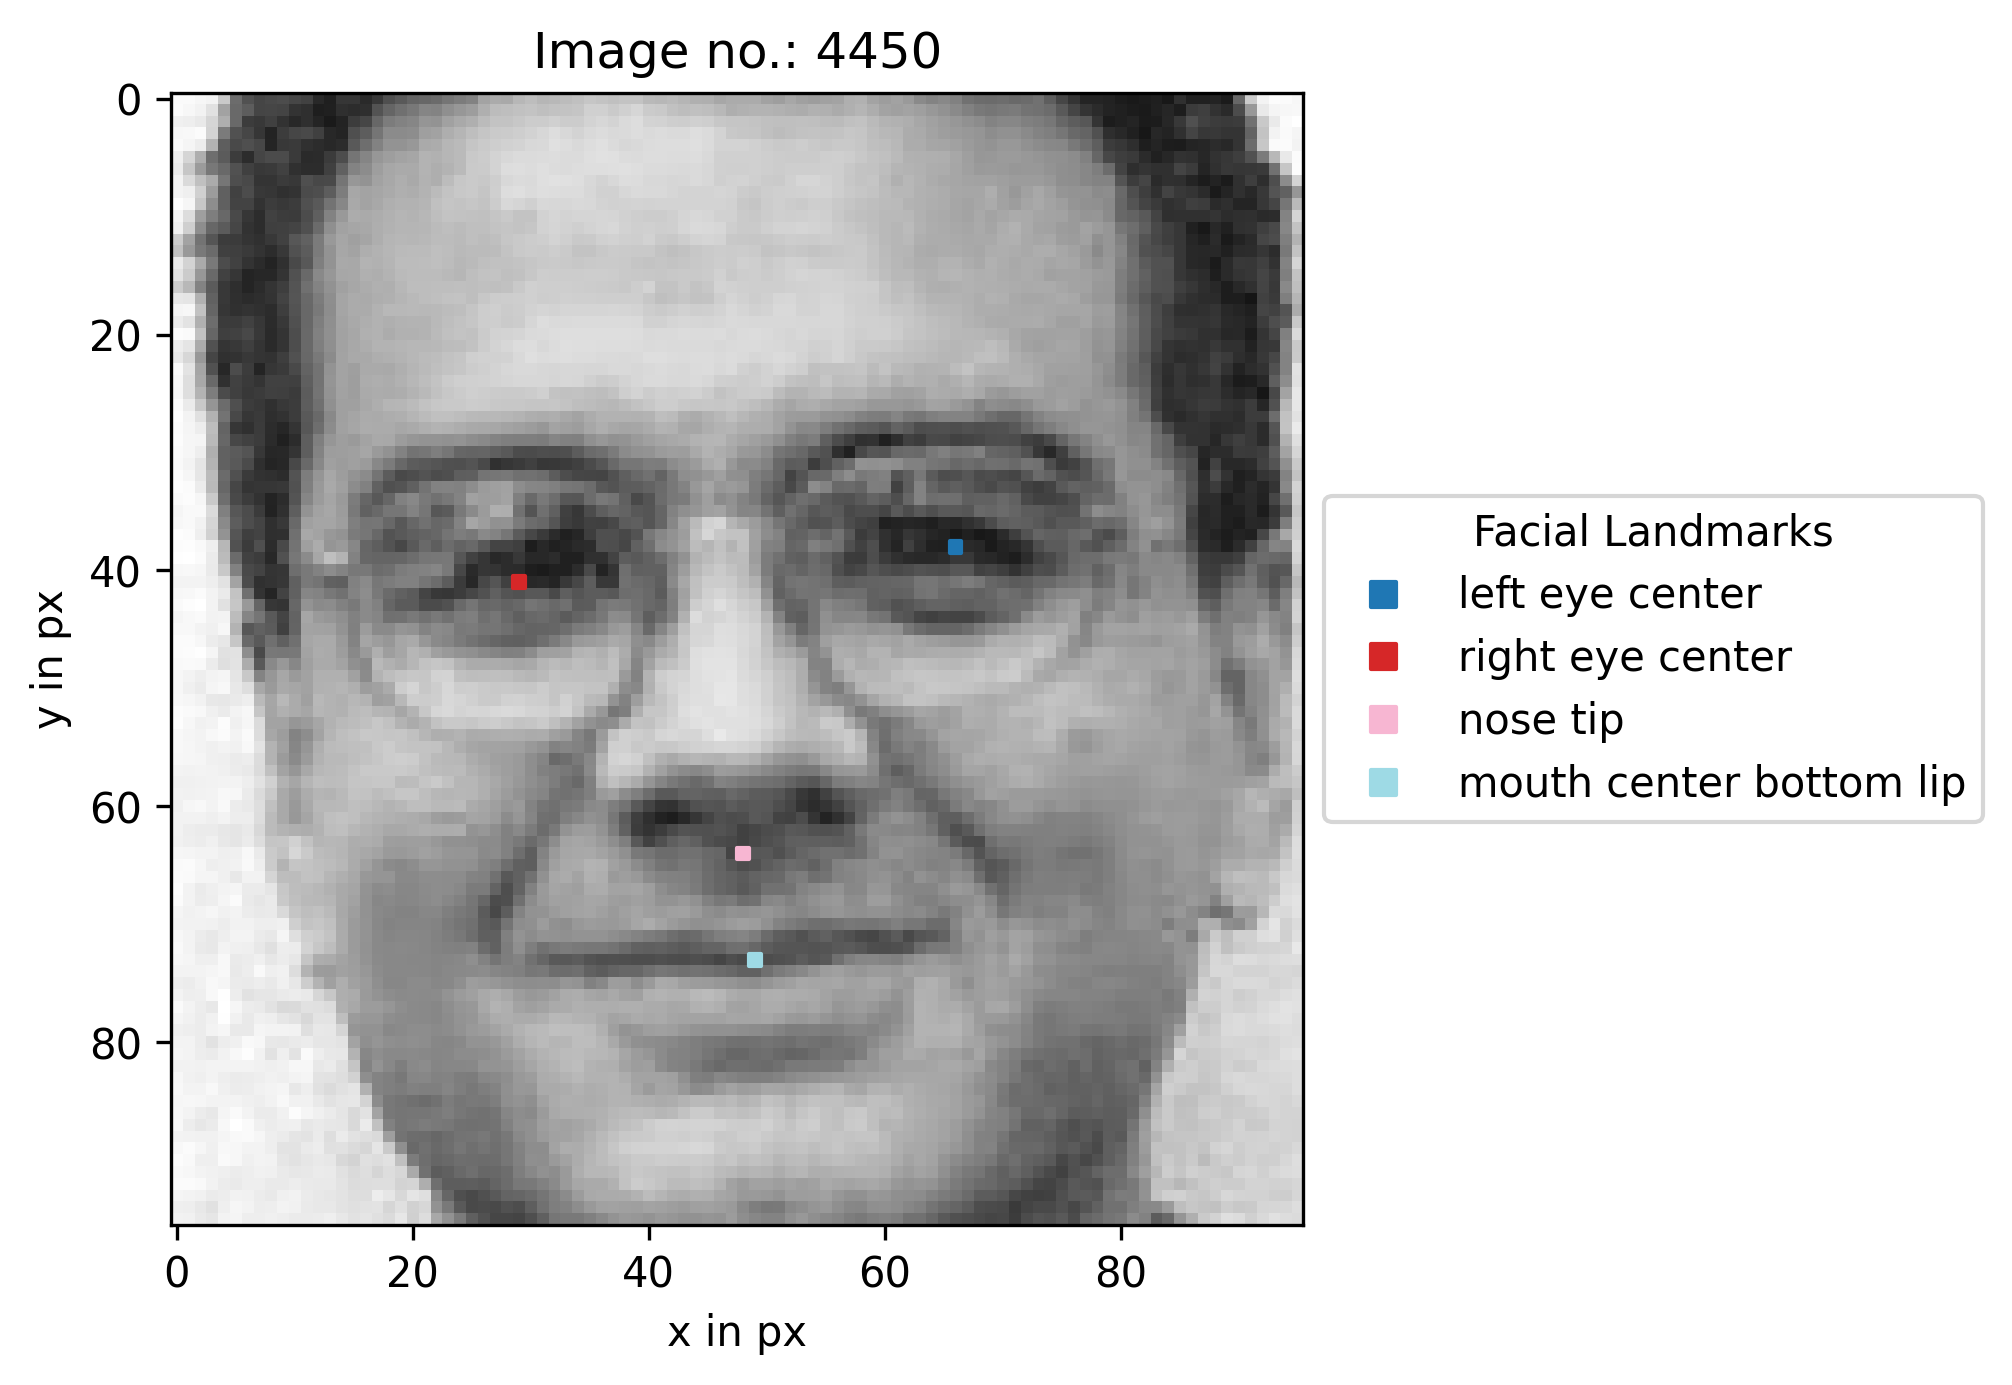 Image no.: 4450
0
20
40
60
80
y in px
0 20 40 60 80
x in px
Facial Landmarks
left eye center
right eye center
nose tip
mouth center bottom lip